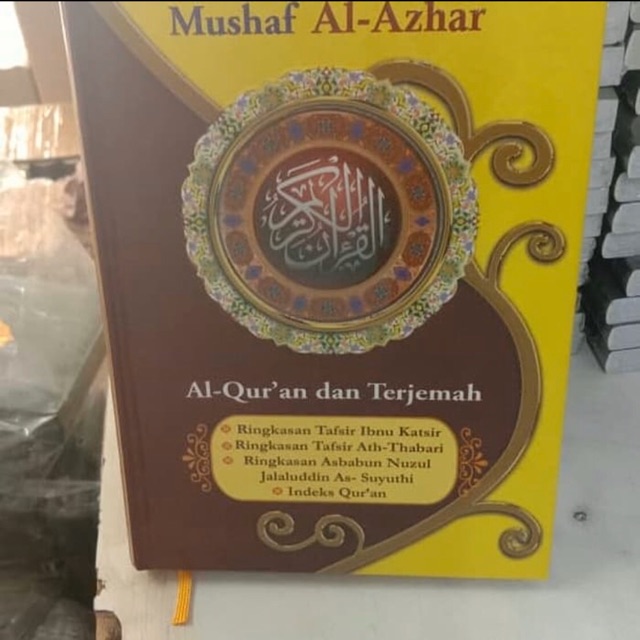 Mushaf Al-Azhar
القرآن الكريم
Al-Qur'an dan Terjemah
Ringkasan Tafsir Ibnu Katsir
Ringkasan Tafsir Ath-Thabari
Ringkasan Asbabun Nuzul
Jalaluddin As- Suyuthi
Indeks Qur'an